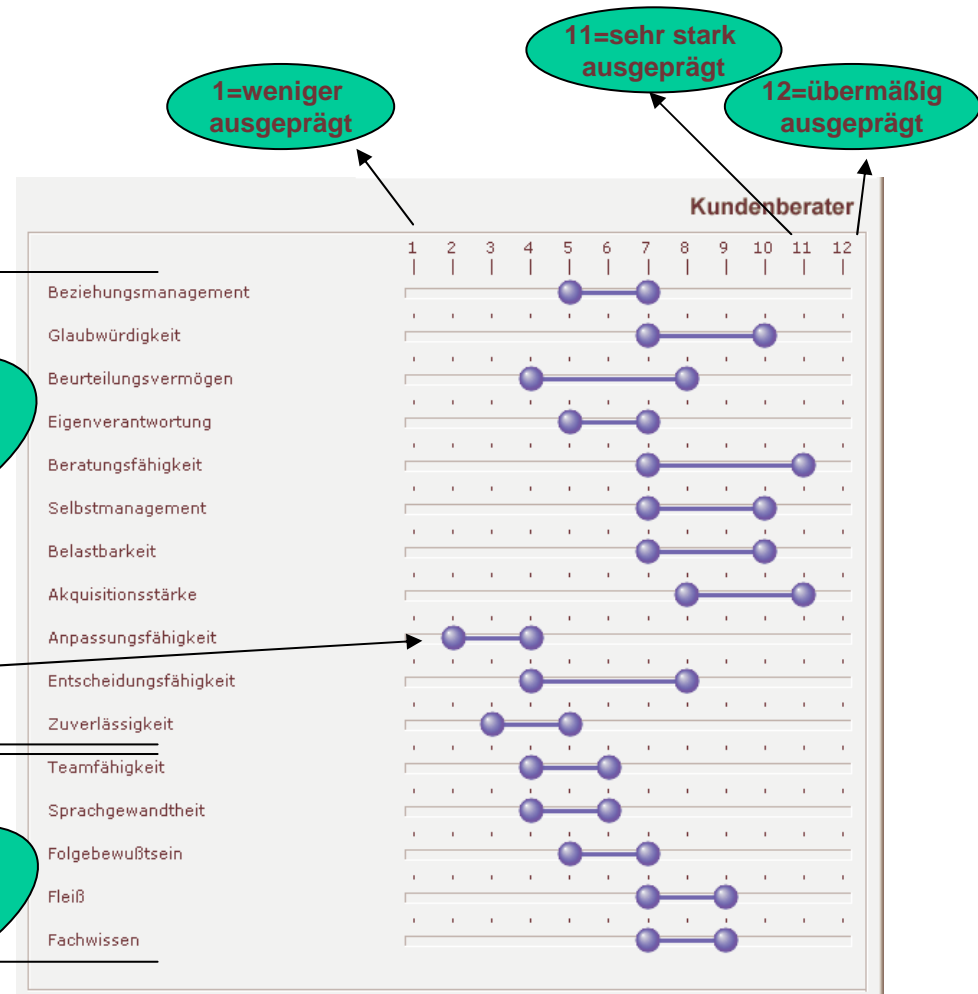 11=sehr stark
ausgeprägt
1=weniger
ausgeprägt
12=übermäßig
ausgeprägt
Kundenberater
1 2 3 4 5 6 7 8 9 10 11 12
Beziehungsmanagement
Glaubwürdigkeit
Beurteilungsvermögen
Eigenverantwortung
Beratungsfähigkeit
Selbstmanagement
Belastbarkeit
Akquisitionsstärke
Anpassungsfähigkeit
Entscheidungsfähigkeit
Zuverlässigkeit
Teamfähigkeit
Sprachgewandtheit
Folgebewußtsein
Fleiß
Fachwissen